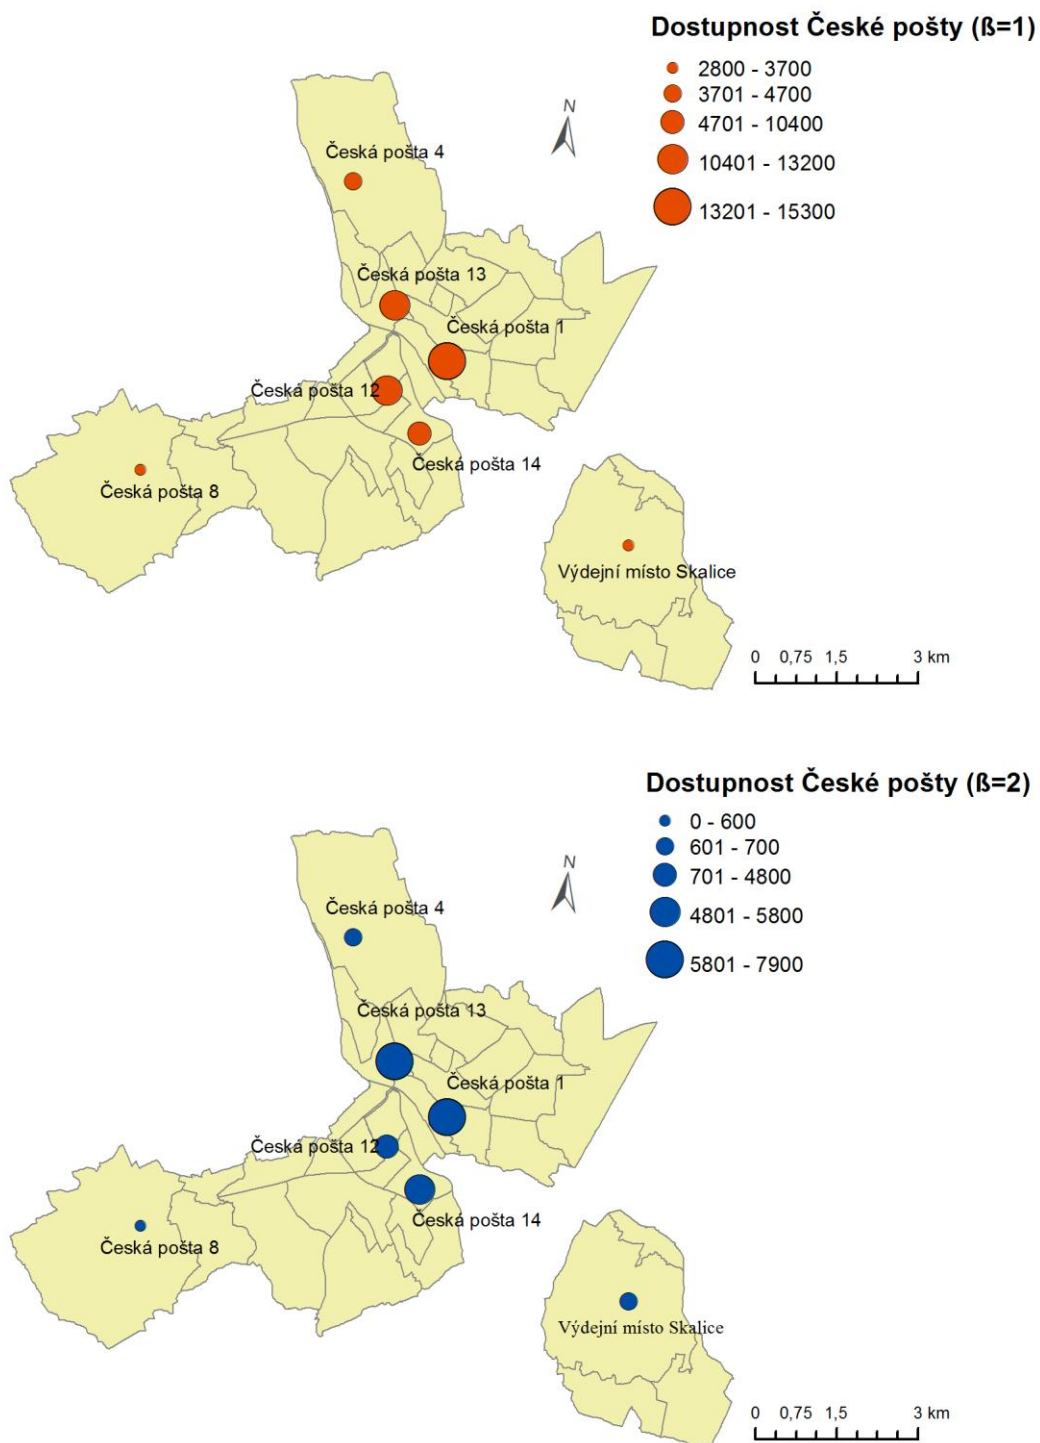 Dostupnost České pošty (ß=1)
2800 - 3700
3701 - 4700
4701 - 10400
10401 - 13200
13201 - 15300
N
Česká pošta 4
Česká pošta 13
Česká pošta 1
Česká pošta 12
Česká pošta 14
Česká pošta 8
Výdejní místo Skalice
0 0,75 1,5 3 km
Dostupnost České pošty (ß=2)
0 - 600
601 - 700
701 - 4800
4801 - 5800
5801 - 7900
N
Česká pošta 4
Česká pošta 13
Česká pošta 1
Česká pošta 12
Česká pošta 14
Česká pošta 8
Výdejní místo Skalice
0 0,75 1,5 3 km